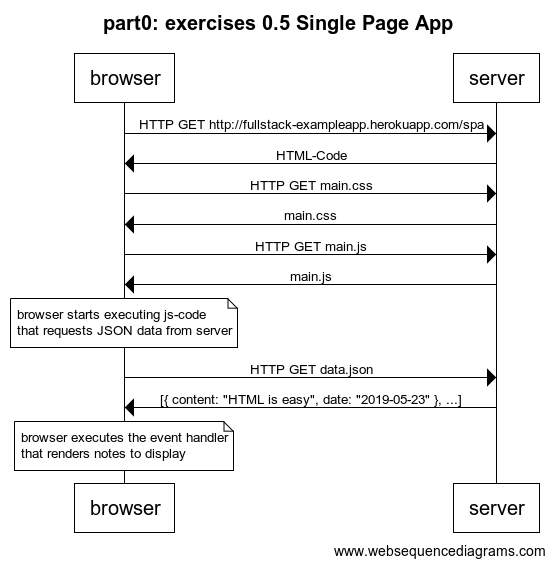 part0: exercises 0.5 Single Page App
browser
server
HTTP GET http://fullstack-exampleapp.herokuapp.com/spa
HTML-Code
HTTP GET main.css
main.css
HTTP GET main.js
main.js
browser starts executing js-code
that requests JSON data from server
HTTP GET data.json
[{ content: "HTML is easy", date: "2019-05-23" }, ...]
browser executes the event handler
that renders notes to display
browser
server
www.websequencediagrams.com